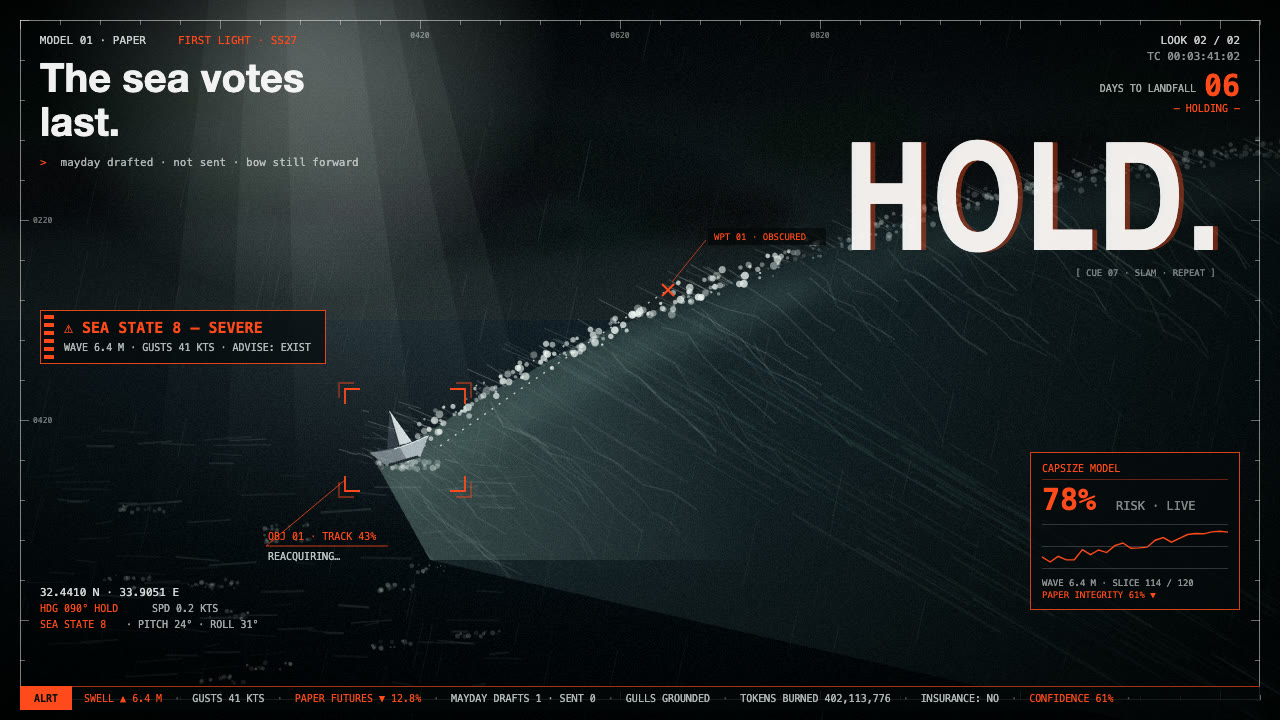 MODEL 01 · PAPER FIRST LIGHT · SS27
The sea votes
last.
> mayday drafted · not sent · bow still forward
0420 0620 0820
LOOK 02 / 02
TC 00:03:41:02
DAYS TO LANDFALL 06
— HOLDING —
HOLD.
[ CUE 07 · SLAM · REPEAT ]
0220
WPT 01 · OBSCURED
⚠ SEA STATE 8 — SEVERE
WAVE 6.4 M · GUSTS 41 KTS · ADVISE: EXIST
0420
OBJ 01 · TRACK 43%
REACQUIRING…
CAPSIZE MODEL
78% RISK · LIVE
WAVE 6.4 M · SLICE 114 / 120
PAPER INTEGRITY 61% ▼
32.4410 N · 33.9051 E
HDG 090° HOLD SPD 0.2 KTS
SEA STATE 8 · PITCH 24° · ROLL 31°
ALRT SWELL ▲ 6.4 M · GUSTS 41 KTS · PAPER FUTURES ▼ 12.8% · MAYDAY DRAFTS 1 · SENT 0 · GULLS GROUNDED · TOKENS BURNED 402,113,776 · INSURANCE: NO · CONFIDENCE 61% ·